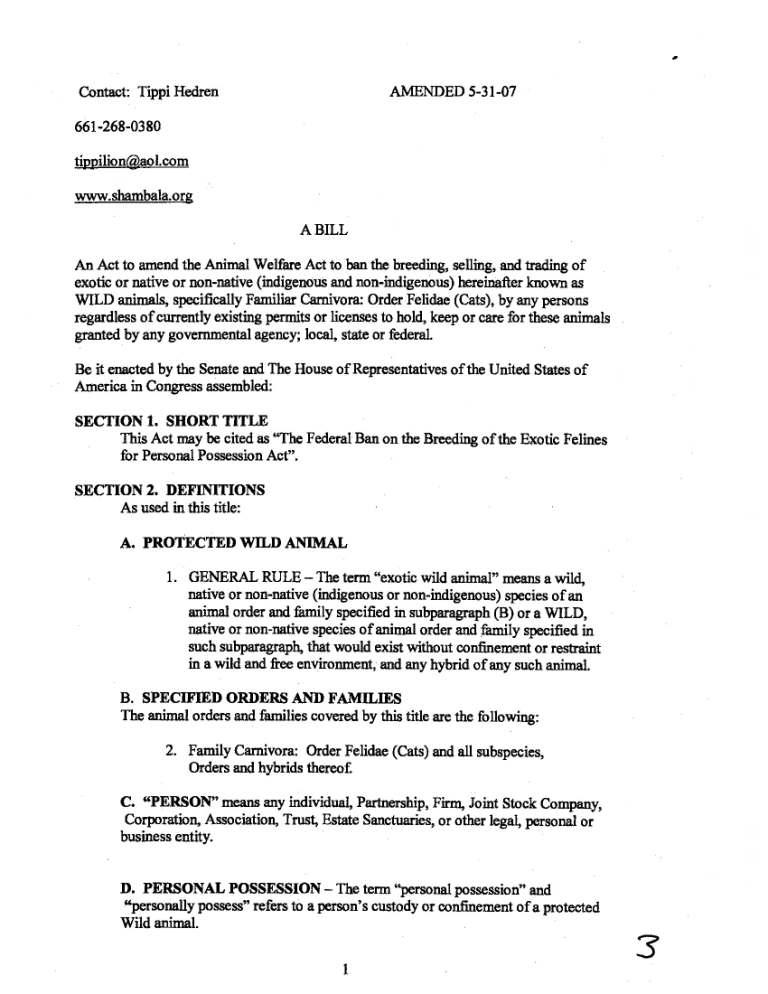 Contact: Tippi Hedren AMENDED 5-31-07
661-268-0380
tippilion@aol.com
www.shambala.org
A BILL
An Act to amend the Animal Welfare Act to ban the breeding, selling, and trading of
exotic or native or non-native (indigenous and non-indigenous) hereinafter known as
WILD animals, specifically Familiar Carnivora: Order Felidae (Cats), by any persons
regardless of currently existing permits or licenses to hold, keep or care for these animals
granted by any governmental agency; local, state or federal.
Be it enacted by the Senate and The House of Representatives of the United States of
America in Congress assembled:
SECTION 1. SHORT TITLE
This Act may be cited as “The Federal Ban on the Breeding of the Exotic Felines
for Personal Possession Act”.
SECTION 2. DEFINITIONS
As used in this title:
A. PROTECTED WILD ANIMAL
1. GENERAL RULE – The term “exotic wild animal” means a wild,
native or non-native (indigenous or non-indigenous) species of an
animal order and family specified in subparagraph (B) or a WILD,
native or non-native species of animal order and family specified in
such subparagraph, that would exist without confinement or restraint
in a wild and free environment, and any hybrid of any such animal.
B. SPECIFIED ORDERS AND FAMILIES
The animal orders and families covered by this title are the following:
2. Family Carnivora: Order Felidae (Cats) and all subspecies,
Orders and hybrids thereof.
C. “PERSON” means any individual, Partnership, Firm, Joint Stock Company,
Corporation, Association, Trust, Estate Sanctuaries, or other legal, personal or
business entity.
D. PERSONAL POSSESSION – The term “personal possession” and
“personally possess” refers to a person’s custody or confinement of a protected
Wild animal.
3
1